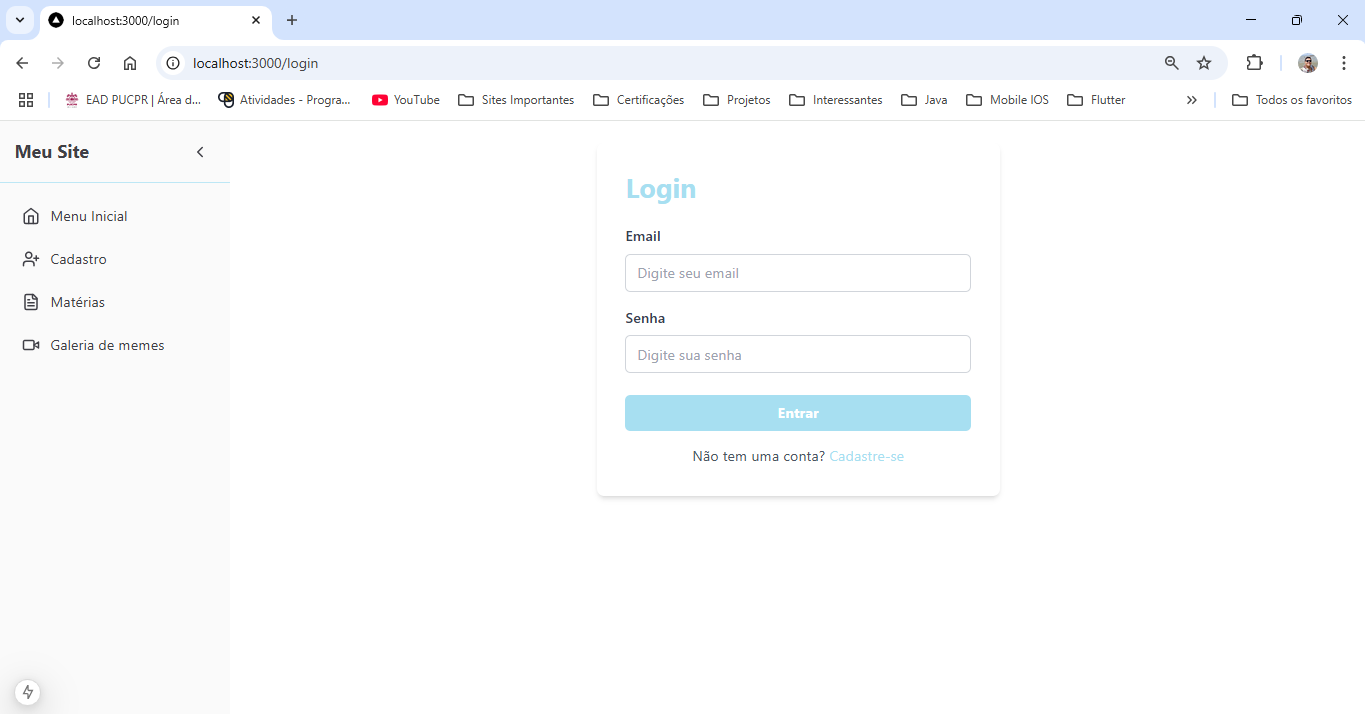 localhost:3000/login
localhost:3000/login
EAD PUCPR | Área d... Atividades - Progra... YouTube Sites Importantes Certificações Projetos Interessantes Java Mobile IOS Flutter Todos os favoritos
Meu Site
Menu Inicial
Cadastro
Matérias
Galeria de memes
Login
Email
Digite seu email
Senha
Digite sua senha
Entrar
Não tem uma conta? Cadastre-se